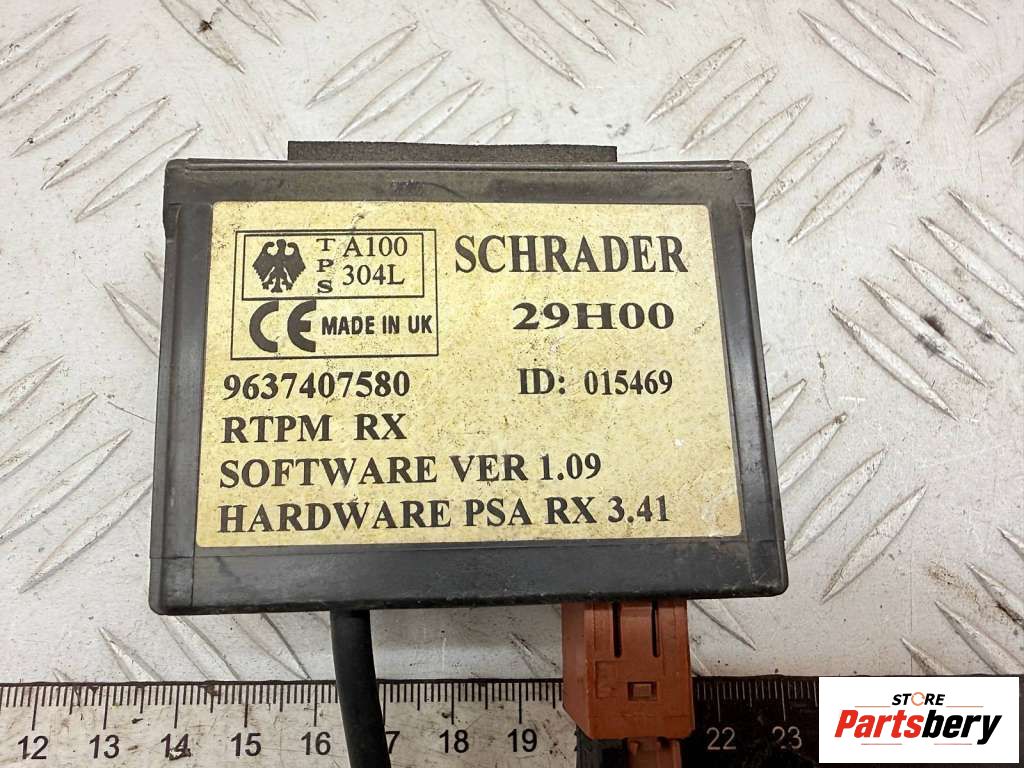 T P S A100
304L
CE MADE IN UK
SCHRADER
29H00
9637407580
ID: 015469
RTPM RX
SOFTWARE VER 1.09
HARDWARE PSA RX 3.41
12 13 14 15 16 17 18 19 22 23
STORE
Partsbery